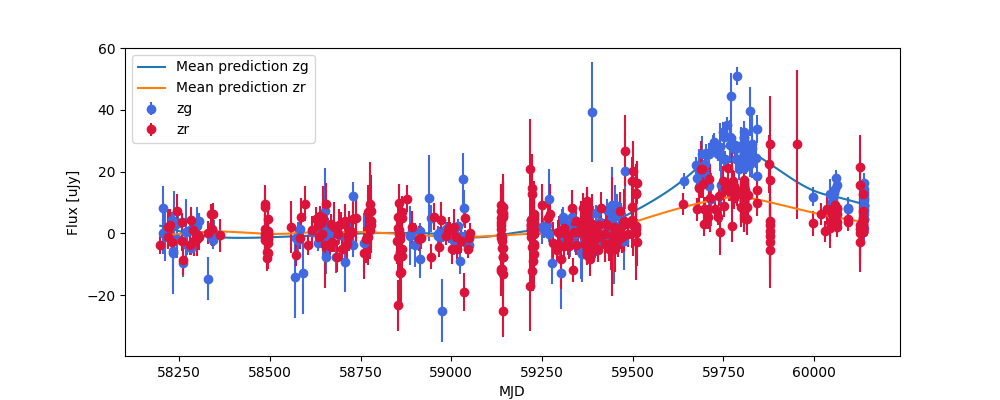 60
40
20
0
−20
Flux [uJy]
Mean prediction zg
Mean prediction zr
zg
zr
58250 58500 58750 59000 59250 59500 59750 60000
MJD